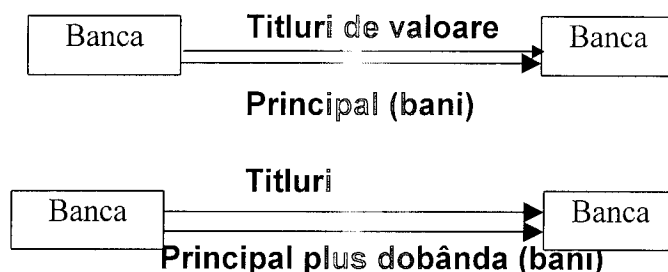 Titluri de valoare
Banca Banca
Principal (bani)
Titluri
Banca Banca
Principal plus dobânda (bani)